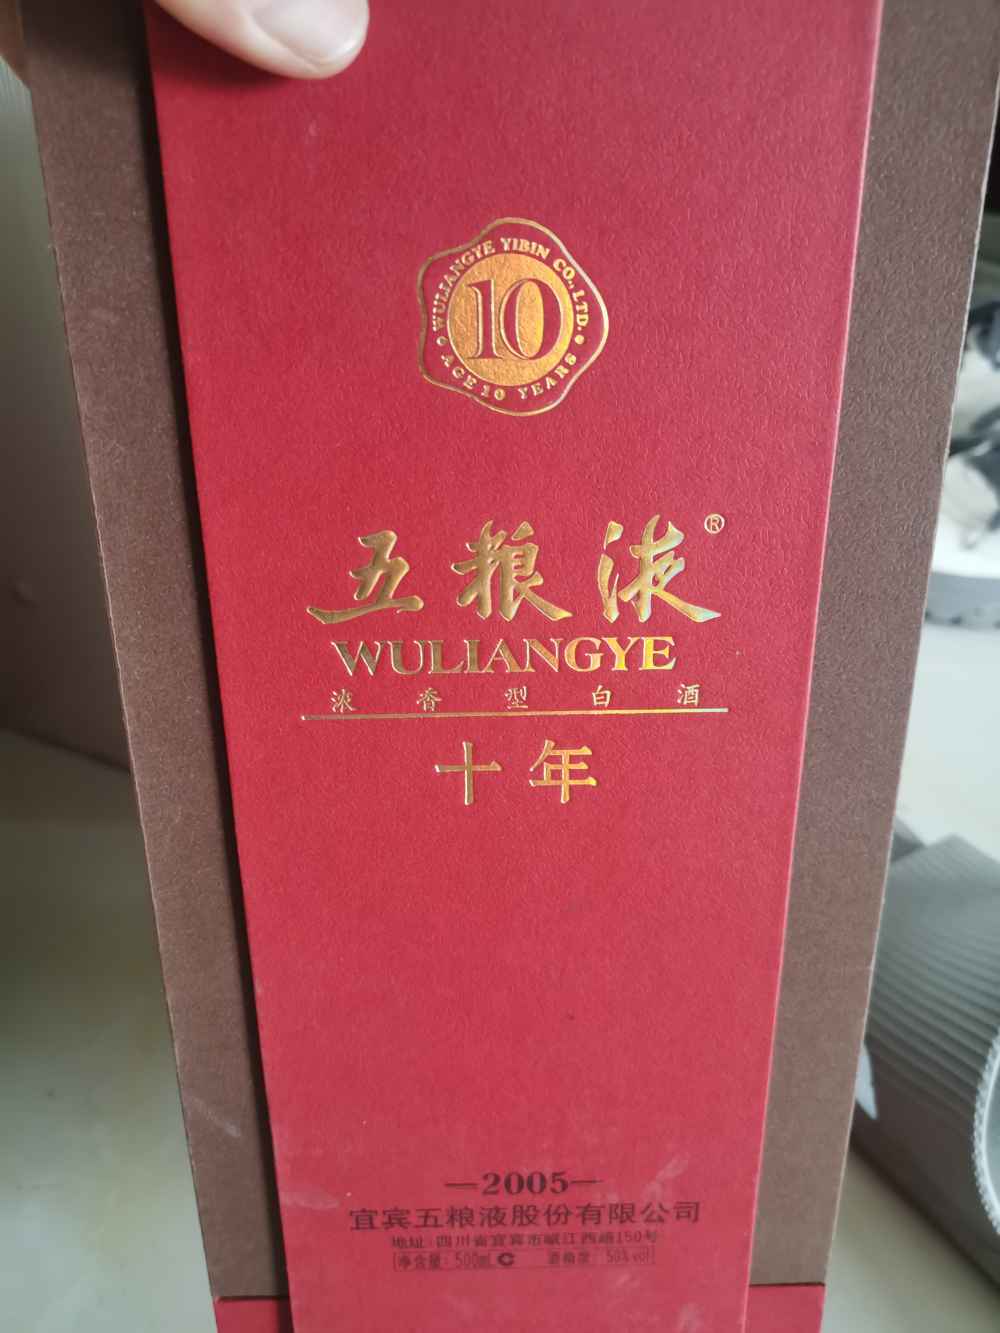 WULIANGYE YIBIN CO., LTD.
10
AGE 10 YEARS
五粮液®
WULIANGYE
浓香型白酒
十年
—2005—
宜宾五粮液股份有限公司
地址:四川省宜宾市岷江西路150号
净含量: 500ml C 酒精度: 50%vol